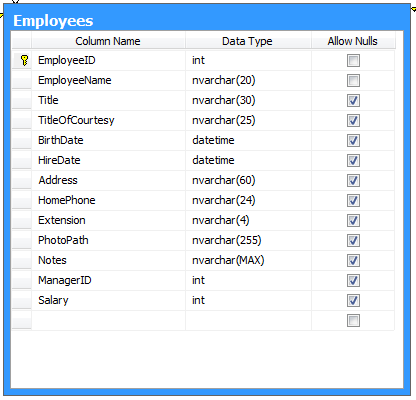 Employees
Column Name Data Type Allow Nulls
EmployeeID int
EmployeeName nvarchar(20)
Title nvarchar(30)
TitleOfCourtesy nvarchar(25)
BirthDate datetime
HireDate datetime
Address nvarchar(60)
HomePhone nvarchar(24)
Extension nvarchar(4)
PhotoPath nvarchar(255)
Notes nvarchar(MAX)
ManagerID int
Salary int